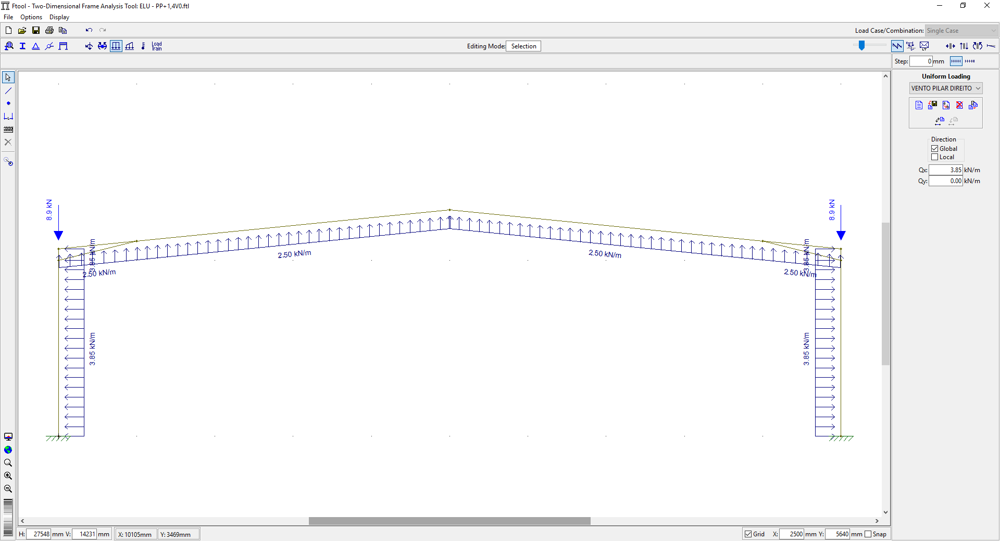 Ftool - Two-Dimensional Frame Analysis Tool: ELU - PP+1,4V0.ftl
File Options Display
Load Case/Combination: Single Case
Load Train
Editing Mode: Selection
LT
Step: 0 mm
Uniform Loading
VENTO PILAR DIREITO
Direction
Global
Local
Qx: 3.85 kN/m
Qy: 0.00 kN/m
8.9 kN
8.9 kN
3.85 kN/m
3.85 kN/m
2.50 kN/m
2.50 kN/m
2.50 kN/m
2.50 kN/m
3.85 kN/m
3.85 kN/m
H: 27548 mm V: 14231 mm X: 10105mm Y: 3469mm
Grid X: 2500 mm Y: 5640 mm Snap